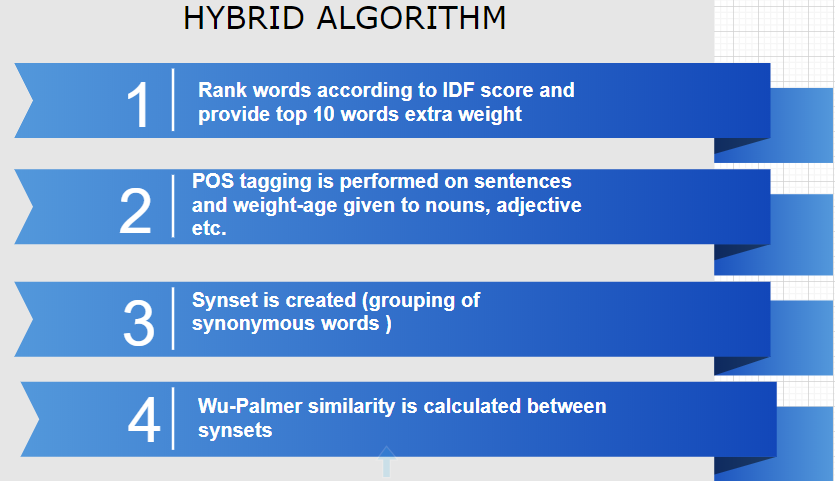 HYBRID ALGORITHM
1
Rank words according to IDF score and
provide top 10 words extra weight
2
POS tagging is performed on sentences
and weight-age given to nouns, adjective
etc.
3
Synset is created (grouping of
synonymous words )
4
Wu-Palmer similarity is calculated between
synsets